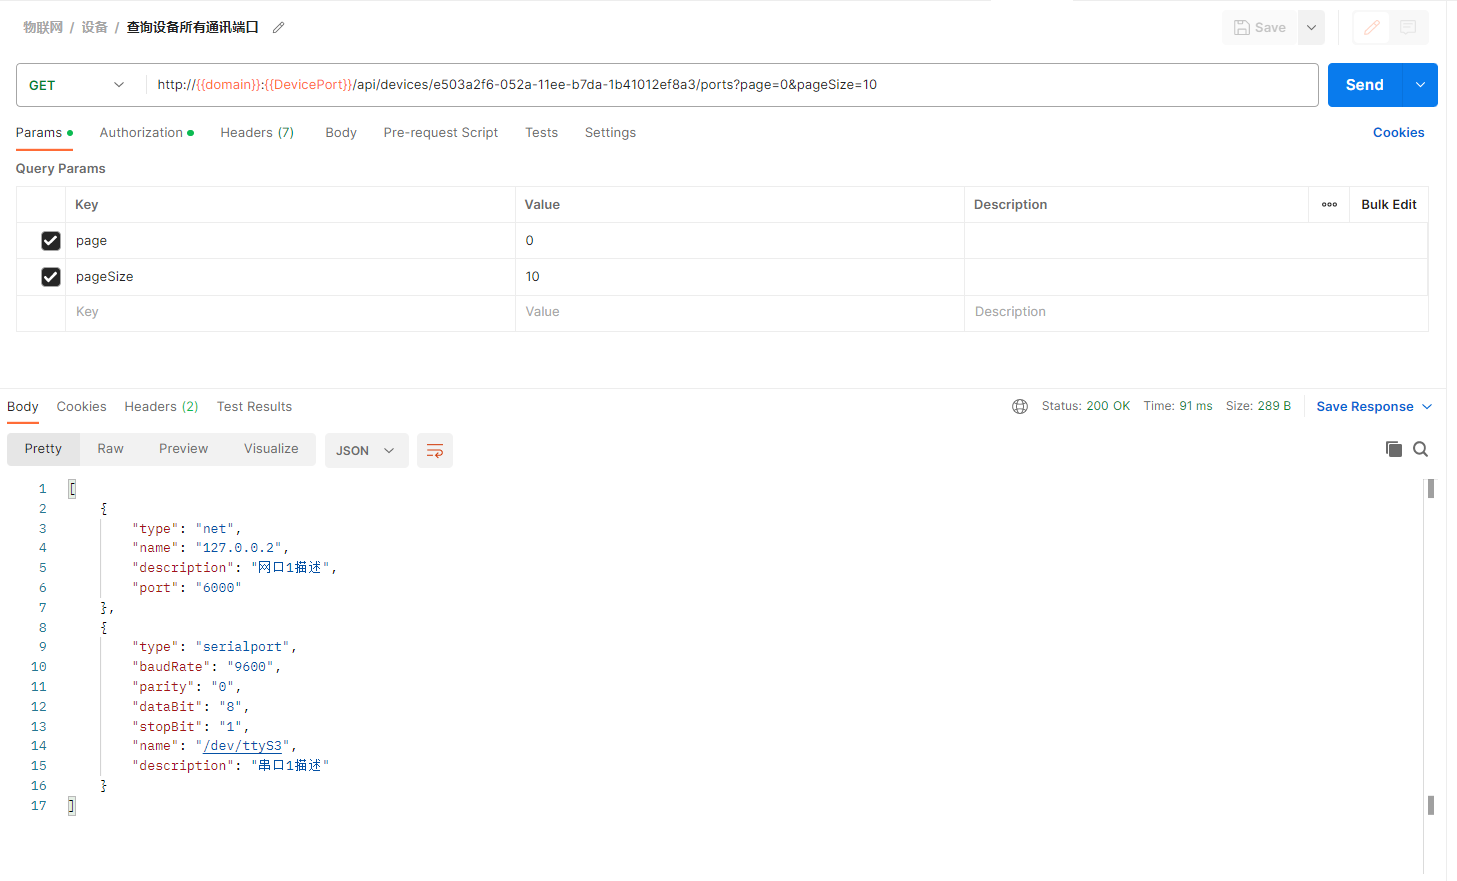 物联网 / 设备 / 查询设备所有通讯端口
Save
GET http://{{domain}}:{{DevicePort}}/api/devices/e503a2f6-052a-11ee-b7da-1b41012ef8a3/ports?page=0&pageSize=10 Send
Params Authorization Headers (7) Body Pre-request Script Tests Settings Cookies
Query Params
Key Value Description Bulk Edit
page 0
pageSize 10
Key Value Description
Body Cookies Headers (2) Test Results Status: 200 OK Time: 91 ms Size: 289 B Save Response
Pretty Raw Preview Visualize JSON
1 [
2 {
3 "type": "net",
4 "name": "127.0.0.2",
5 "description": "网口1描述",
6 "port": "6000"
7 },
8 {
9 "type": "serialport",
10 "baudRate": "9600",
11 "parity": "0",
12 "dataBit": "8",
13 "stopBit": "1",
14 "name": "/dev/ttyS3",
15 "description": "串口1描述"
16 }
17 ]